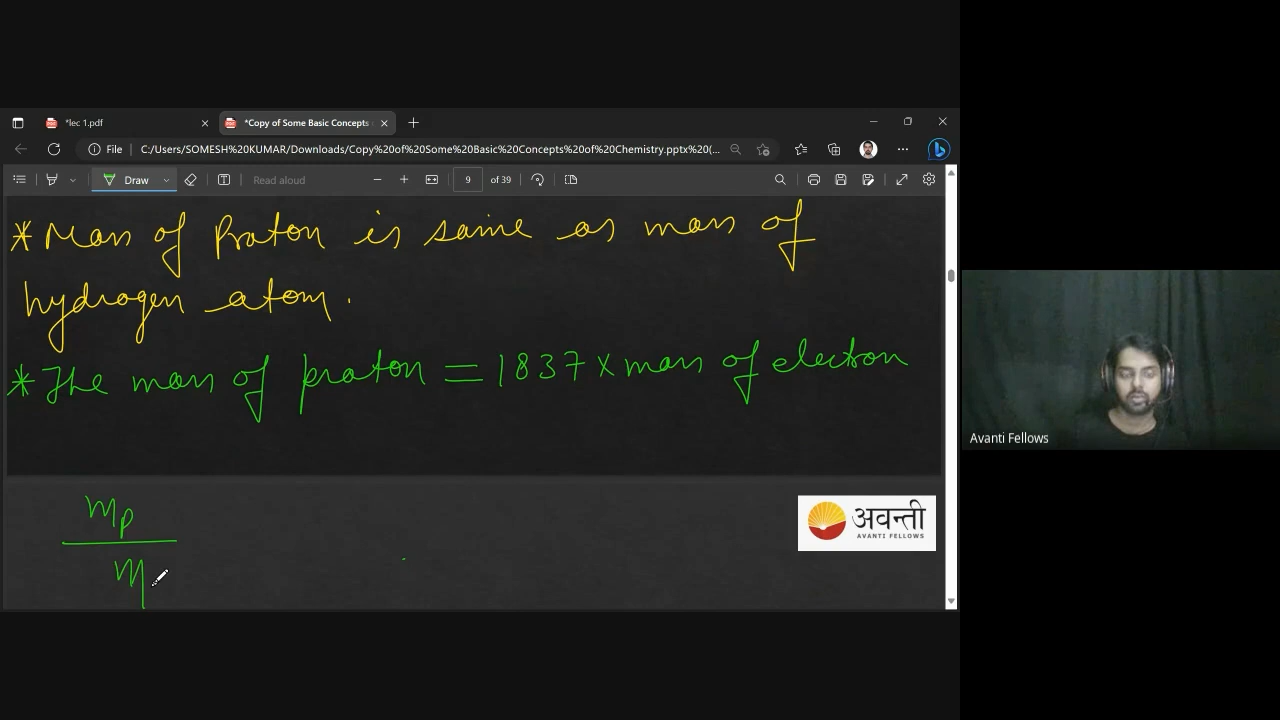 *lec 1.pdf
*Copy of Some Basic Concepts
File
C:/Users/SOMESH%20KUMAR/Downloads/Copy%20of%20Some%20Basic%20Concepts%20of%20Chemistry.pptx%20(...
Draw
Read aloud
9 of 39
* Mass of Proton is same as mass of
hydrogen atom.
* The mass of proton = 1837 x mass of electron
mp
m
अवन्ती
AVANTI FELLOWS
Avanti Fellows